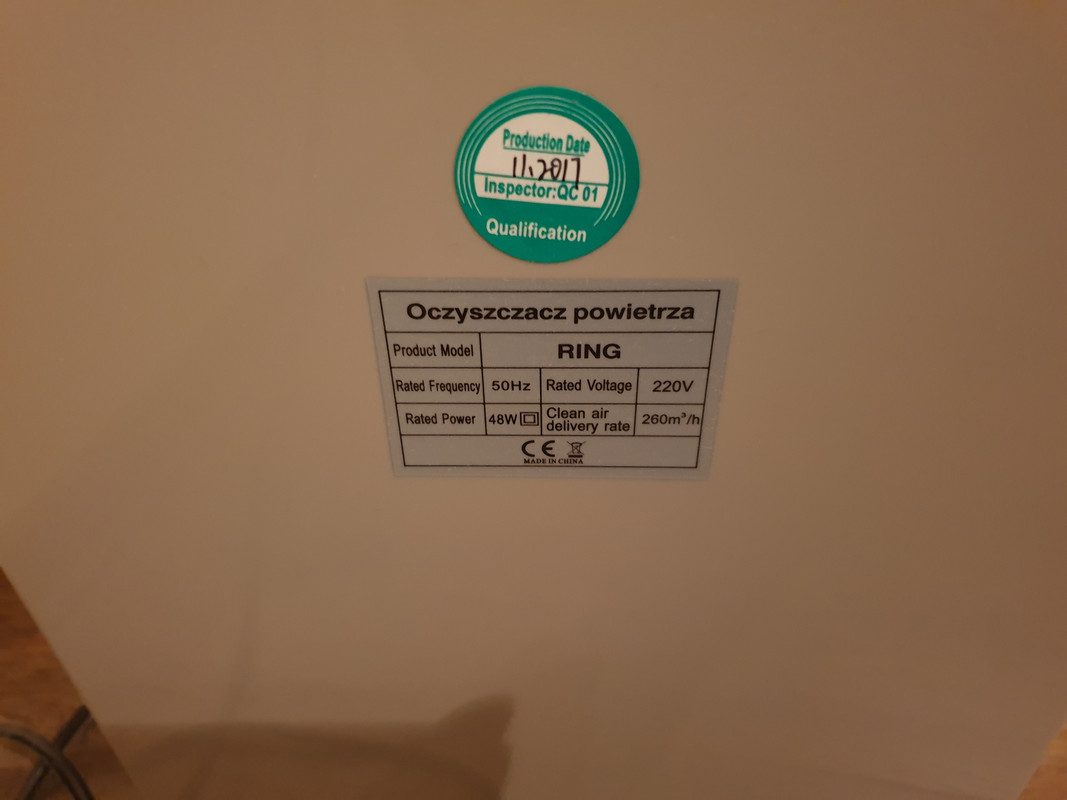 Production Date
11.2017
Inspector:QC 01
Qualification
Oczyszczacz powietrza
Product Model RING
Rated Frequency 50Hz Rated Voltage 220V
Rated Power 48W Clean air delivery rate 260m³/h
CE
MADE IN CHINA